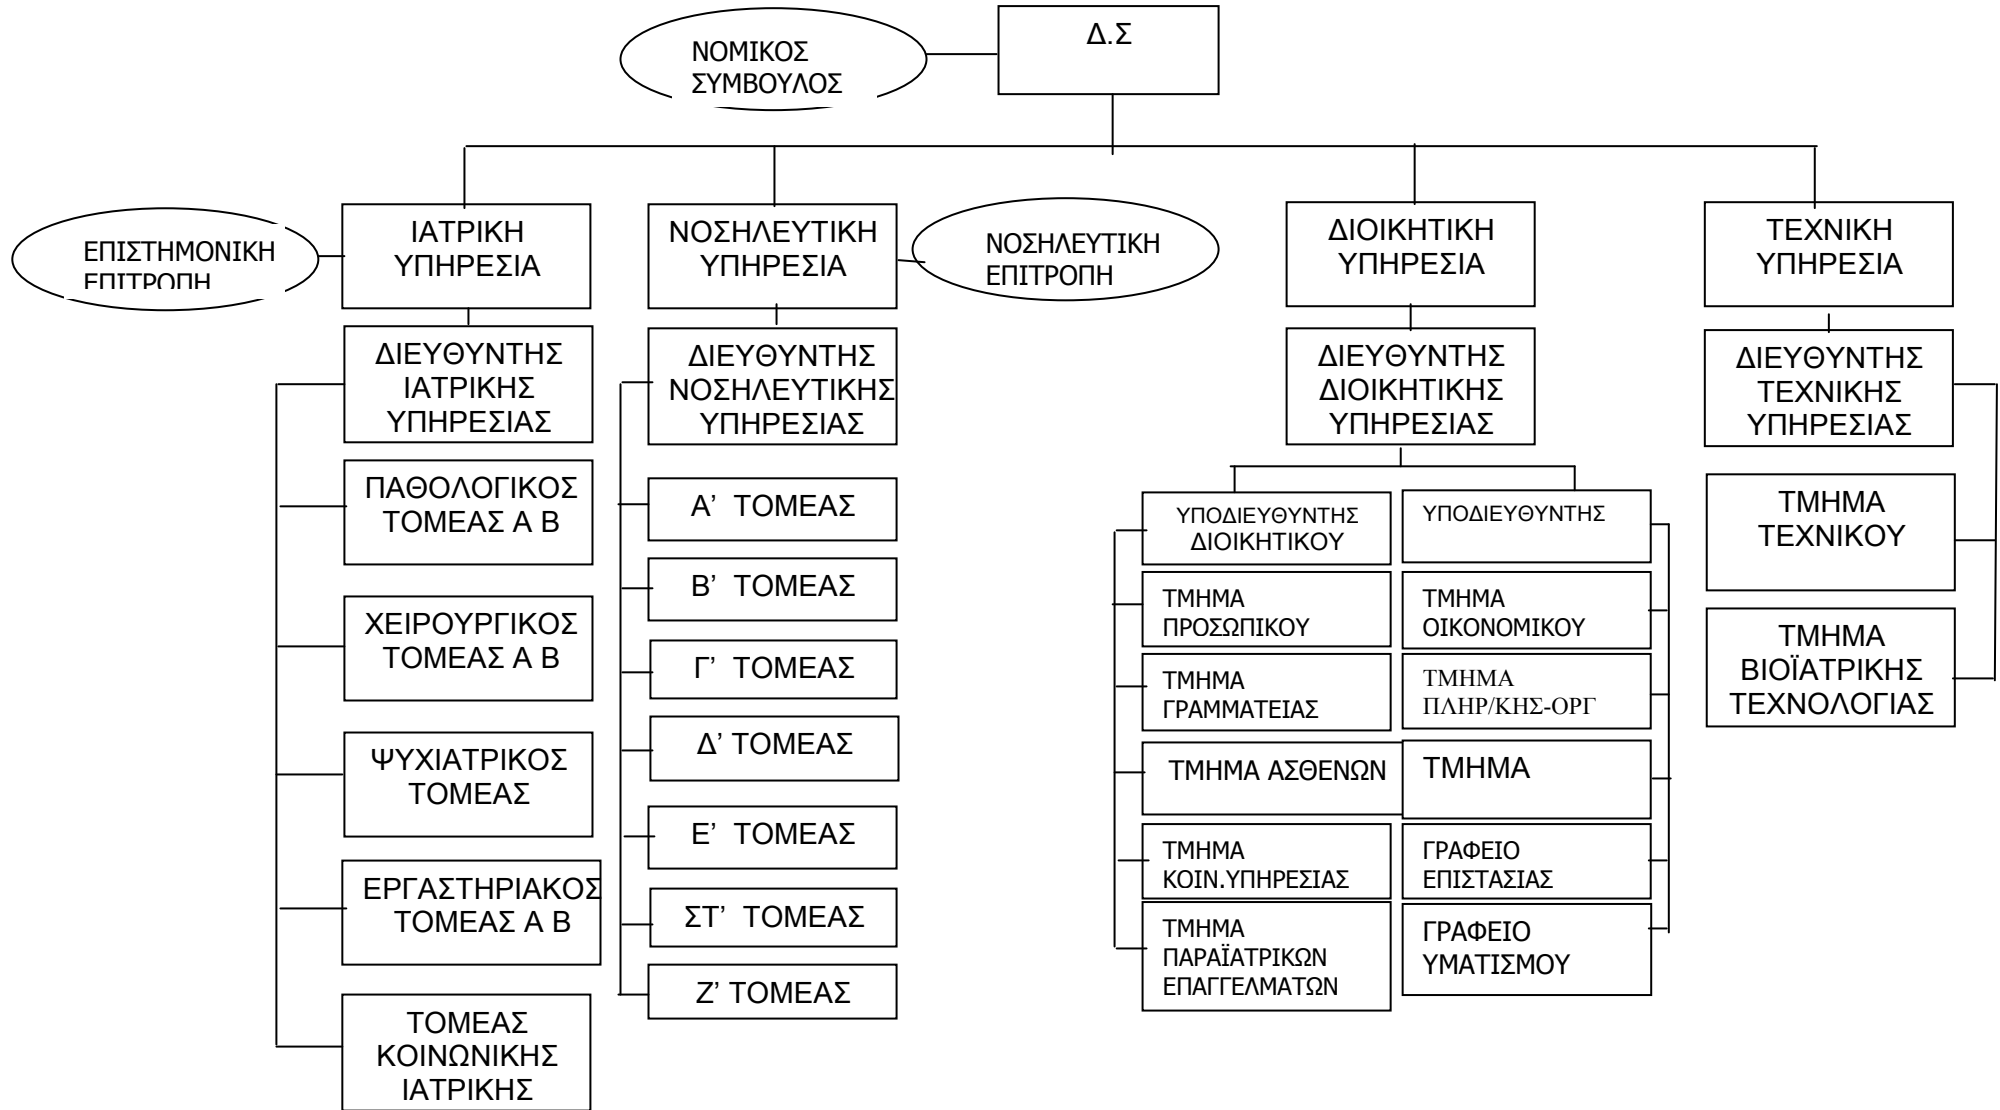 Δ.Σ
ΝΟΜΙΚΟΣ
ΣΥΜΒΟΥΛΟΣ
ΕΠΙΣΤΗΜΟΝΙΚΗ
ΕΠΙΤΡΟΠΗ
ΙΑΤΡΙΚΗ
ΥΠΗΡΕΣΙΑ
ΝΟΣΗΛΕΥΤΙΚΗ
ΥΠΗΡΕΣΙΑ
ΝΟΣΗΛΕΥΤΙΚΗ
ΕΠΙΤΡΟΠΗ
ΔΙΟΙΚΗΤΙΚΗ
ΥΠΗΡΕΣΙΑ
ΤΕΧΝΙΚΗ
ΥΠΗΡΕΣΙΑ
ΔΙΕΥΘΥΝΤΗΣ
ΙΑΤΡΙΚΗΣ
ΥΠΗΡΕΣΙΑΣ
ΠΑΘΟΛΟΓΙΚΟΣ
ΤΟΜΕΑΣ Α Β
ΧΕΙΡΟΥΡΓΙΚΟΣ
ΤΟΜΕΑΣ Α Β
ΨΥΧΙΑΤΡΙΚΟΣ
ΤΟΜΕΑΣ
ΕΡΓΑΣΤΗΡΙΑΚΟΣ
ΤΟΜΕΑΣ Α Β
ΤΟΜΕΑΣ
ΚΟΙΝΩΝΙΚΗΣ
ΙΑΤΡΙΚΗΣ
ΔΙΕΥΘΥΝΤΗΣ
ΝΟΣΗΛΕΥΤΙΚΗΣ
ΥΠΗΡΕΣΙΑΣ
Α’ ΤΟΜΕΑΣ
Β’ ΤΟΜΕΑΣ
Γ’ ΤΟΜΕΑΣ
Δ’ ΤΟΜΕΑΣ
Ε’ ΤΟΜΕΑΣ
ΣΤ’ ΤΟΜΕΑΣ
Ζ’ ΤΟΜΕΑΣ
ΔΙΕΥΘΥΝΤΗΣ
ΔΙΟΙΚΗΤΙΚΗΣ
ΥΠΗΡΕΣΙΑΣ
ΥΠΟΔΙΕΥΘΥΝΤΗΣ
ΔΙΟΙΚΗΤΙΚΟΥ
ΤΜΗΜΑ
ΠΡΟΣΩΠΙΚΟΥ
ΤΜΗΜΑ
ΓΡΑΜΜΑΤΕΙΑΣ
ΤΜΗΜΑ ΑΣΘΕΝΩΝ
ΤΜΗΜΑ
ΚΟΙΝ.ΥΠΗΡΕΣΙΑΣ
ΤΜΗΜΑ
ΠΑΡΑΪΑΤΡΙΚΩΝ
ΕΠΑΓΓΕΛΜΑΤΩΝ
ΥΠΟΔΙΕΥΘΥΝΤΗΣ
ΤΜΗΜΑ
ΟΙΚΟΝΟΜΙΚΟΥ
ΤΜΗΜΑ
ΠΛΗΡ/ΚΗΣ-ΟΡΓ
ΤΜΗΜΑ
ΓΡΑΦΕΙΟ
ΕΠΙΣΤΑΣΙΑΣ
ΓΡΑΦΕΙΟ
ΥΜΑΤΙΣΜΟΥ
ΔΙΕΥΘΥΝΤΗΣ
ΤΕΧΝΙΚΗΣ
ΥΠΗΡΕΣΙΑΣ
ΤΜΗΜΑ
ΤΕΧΝΙΚΟΥ
ΤΜΗΜΑ
ΒΙΟΪΑΤΡΙΚΗΣ
ΤΕΧΝΟΛΟΓΙΑΣ